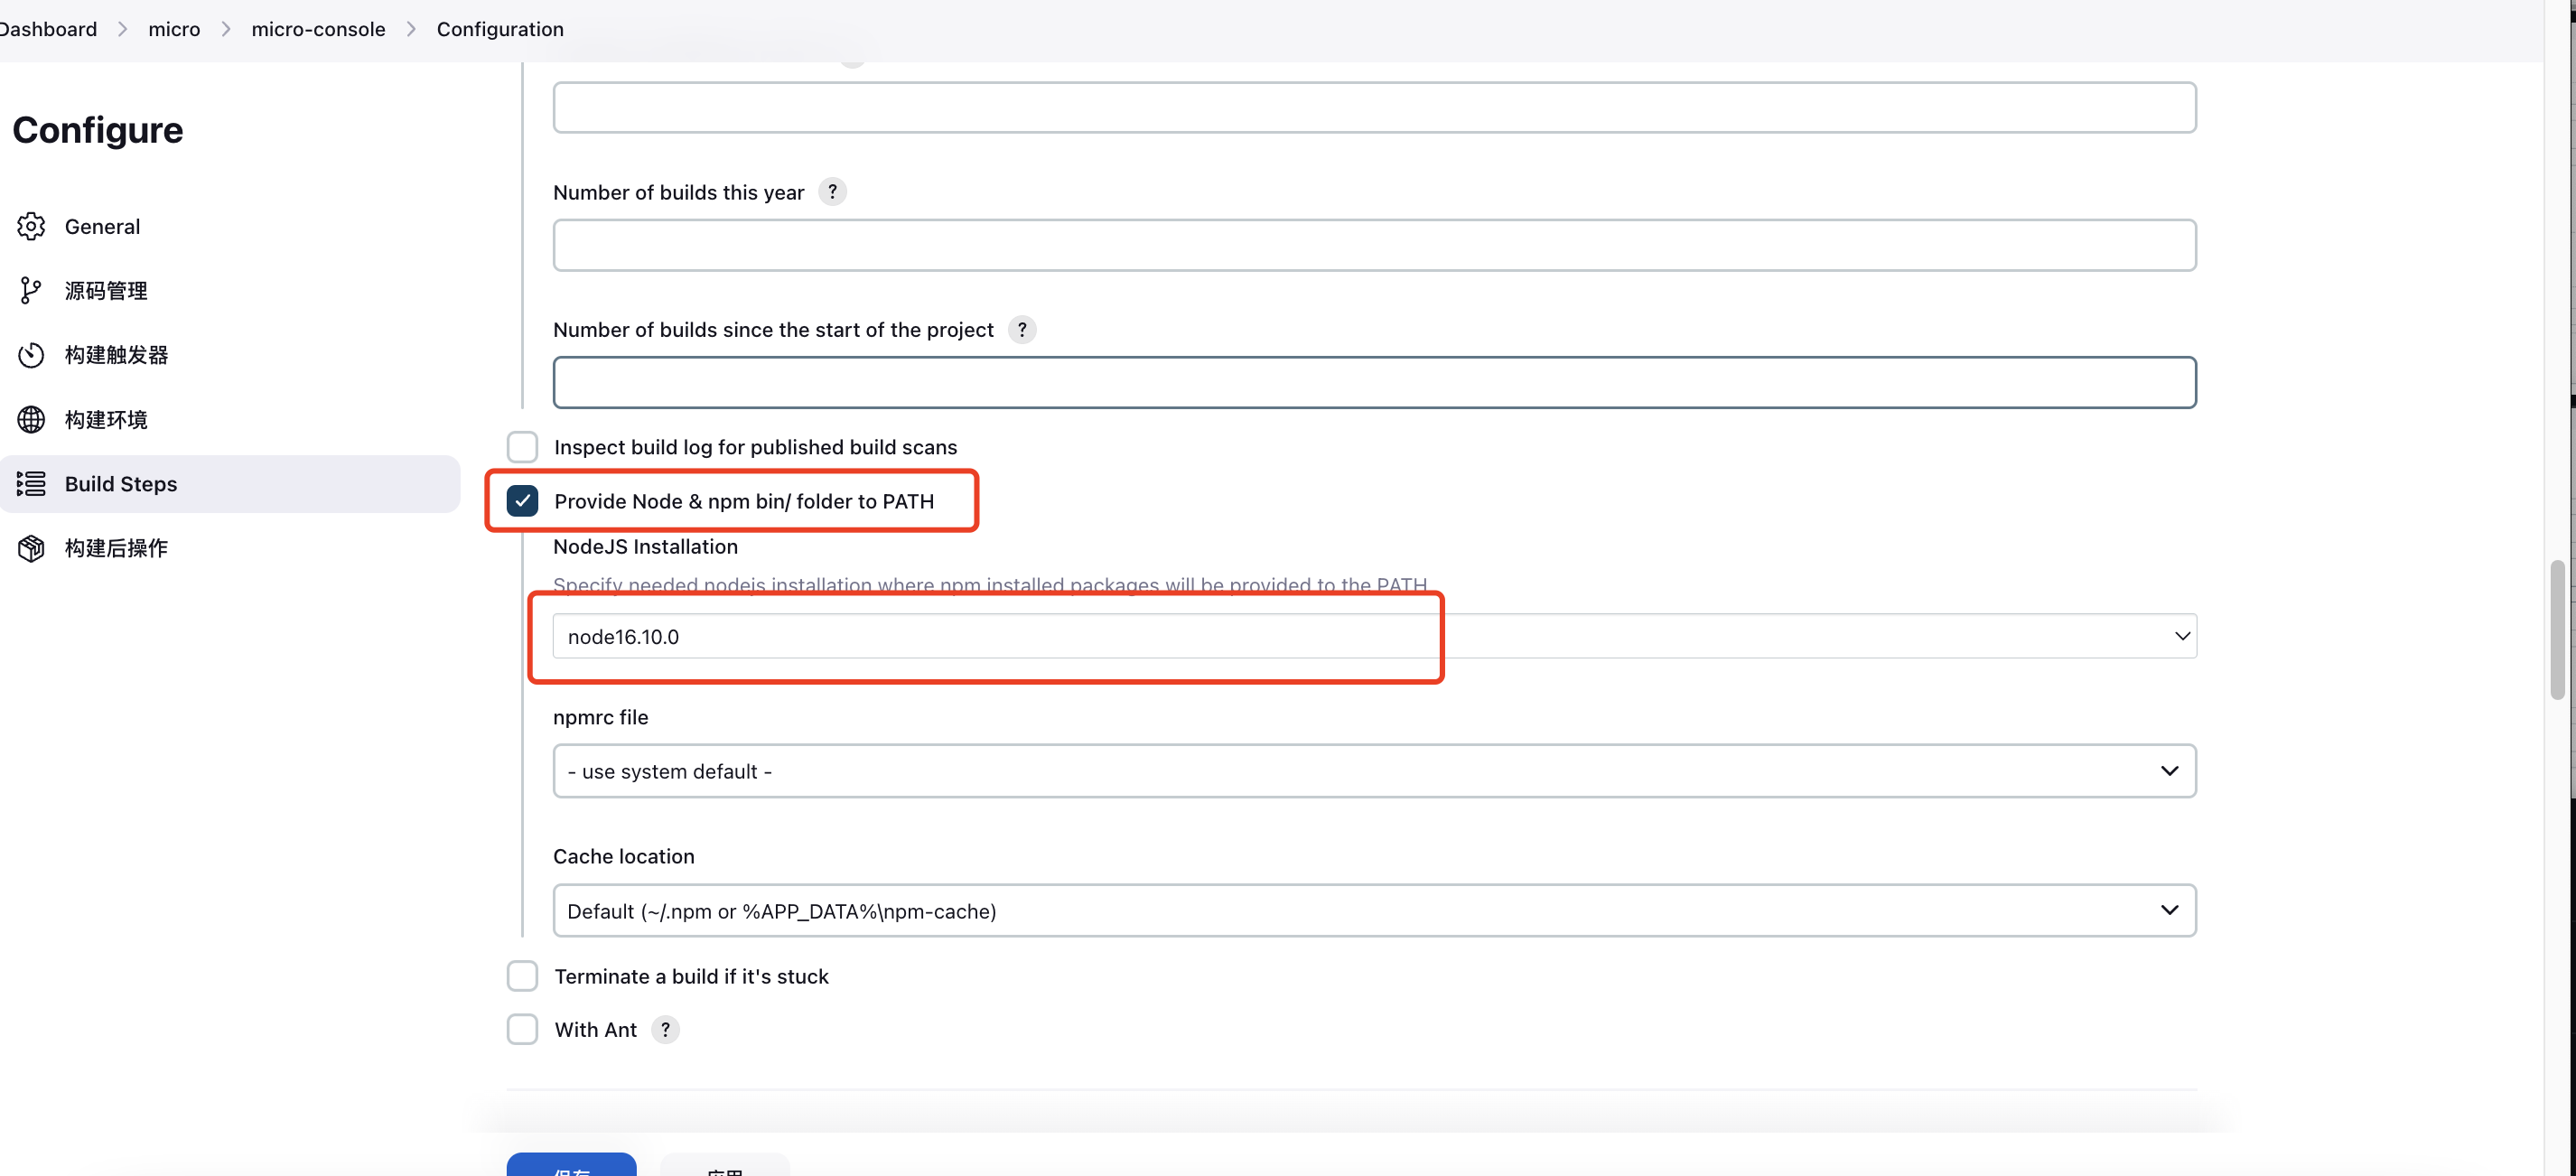 Dashboard > micro > micro-console > Configuration
Configure
General
源码管理
构建触发器
构建环境
Build Steps
构建后操作
Number of builds this year ?
Number of builds since the start of the project ?
Inspect build log for published build scans
Provide Node & npm bin/ folder to PATH
NodeJS Installation
Specify needed nodejs installation where npm installed packages will be provided to the PATH
node16.10.0
npmrc file
- use system default -
Cache location
Default (~/.npm or %APP_DATA%\npm-cache)
Terminate a build if it's stuck
With Ant ?
保存
应用